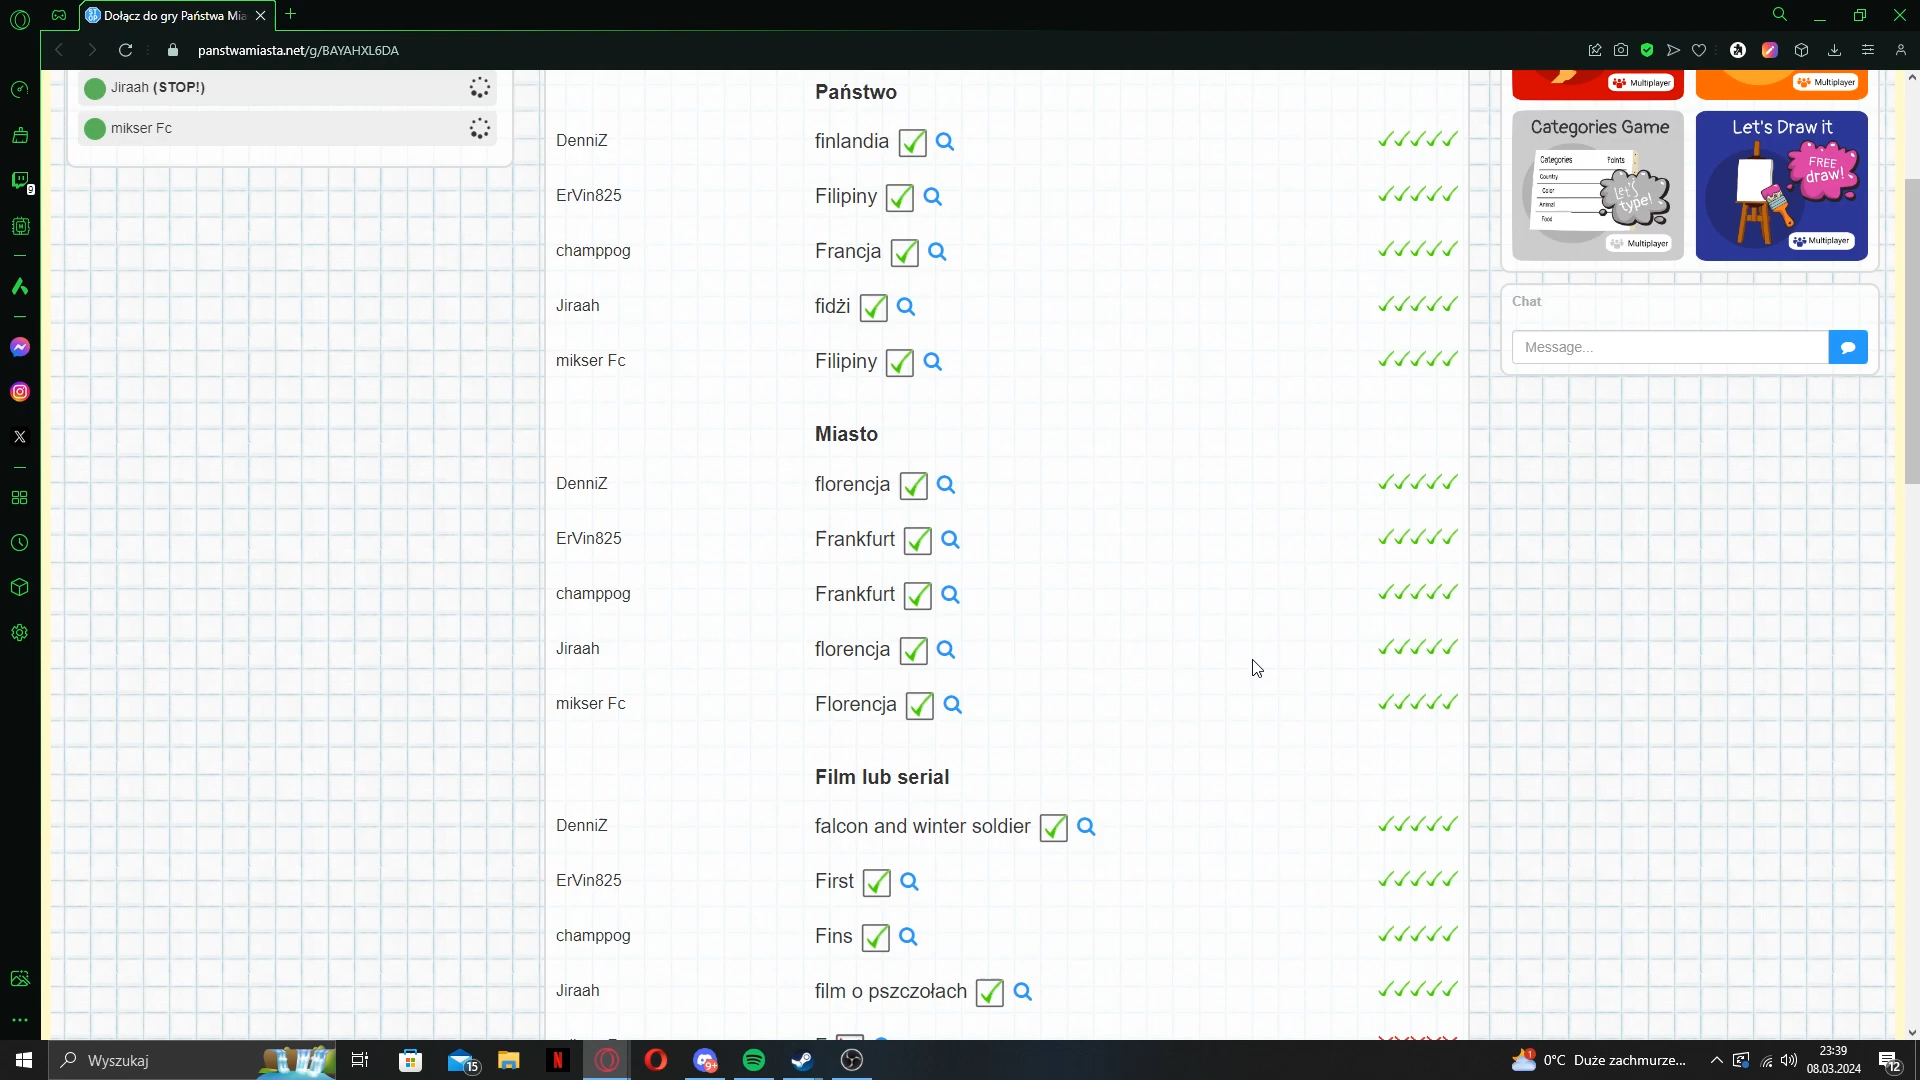 Dołącz do gry Państwa Mia
panstwamiasta.net/g/BAYAHXL6DA
Jiraah (STOP!)
mikser Fc
Państwo
DenniZ
finlandia
ErVin825
Filipiny
champpog
Francja
Jiraah
fidżi
mikser Fc
Filipiny
Miasto
DenniZ
florencja
ErVin825
Frankfurt
champpog
Frankfurt
Jiraah
florencja
mikser Fc
Florencja
Film lub serial
DenniZ
falcon and winter soldier
ErVin825
First
champpog
Fins
Jiraah
film o pszczołach
Multiplayer
Multiplayer
Categories Game
Categories Points
Country
Color
Animal
Food
Let's type!
Multiplayer
Let's Draw it
FREE draw!
Multiplayer
Chat
Message...
9
Wyszukaj
15
9+
1
0°C Duże zachmurze...
23:39
08.03.2024
12